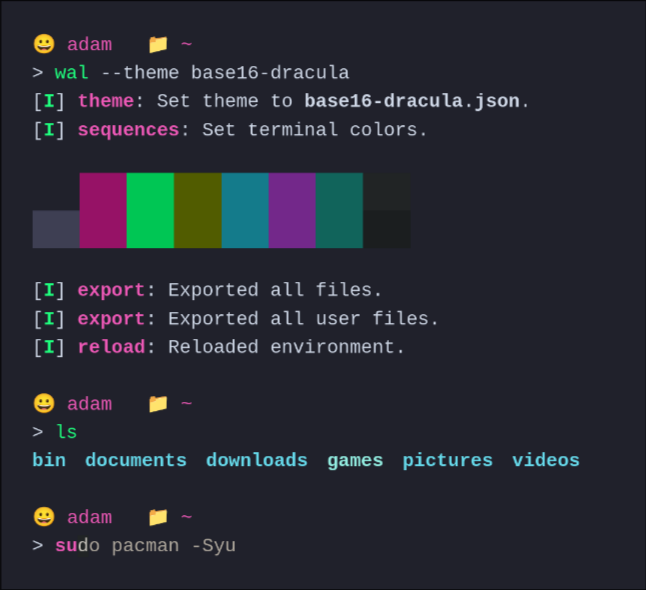 adam ~
> wal --theme base16-dracula
[I] theme: Set theme to base16-dracula.json.
[I] sequences: Set terminal colors.
[I] export: Exported all files.
[I] export: Exported all user files.
[I] reload: Reloaded environment.
adam ~
> ls
bin documents downloads games pictures videos
adam ~
> sudo pacman -Syu